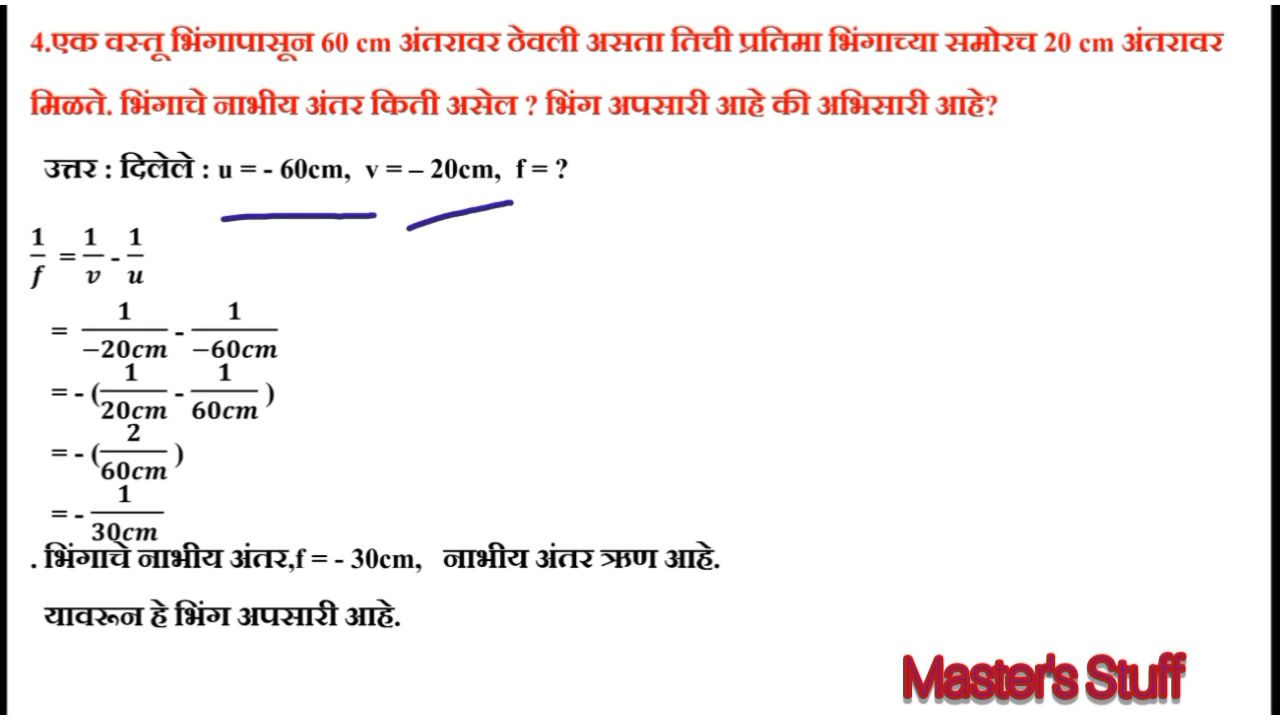 4.एक वस्तू भिंगापासून 60 cm अंतरावर ठेवली असता तिची प्रतिमा भिंगाच्या समोरच 20 cm अंतरावर
मिळते. भिंगाचे नाभीय अंतर किती असेल ? भिंग अपसारी आहे की अभिसारी आहे?
उत्तर : दिलेले : u = - 60cm, v = – 20cm, f = ?
1/f = 1/v - 1/u
= 1/−20cm - 1/−60cm
= - (1/20cm - 1/60cm )
= - (2/60cm )
= - 1/30cm
. भिंगाचे नाभीय अंतर,f = - 30cm, नाभीय अंतर ऋण आहे.
यावरून हे भिंग अपसारी आहे.
Master's Stuff